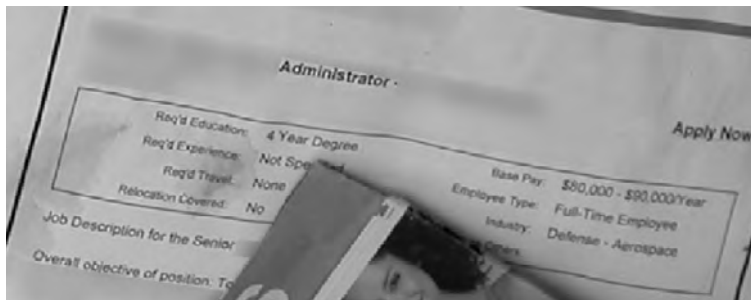 Administrator -
Apply Now
Req'd Education: 4 Year Degree
Req'd Experience: Not
Req'd Travel: None
Relocation Covered: No
Base Pay: $80,000 - $90,000/Year
Employee Type: Full-Time Employee
Industry: Defense - Aerospace
Others
Job Description for the Senior
Overall objective of position: To